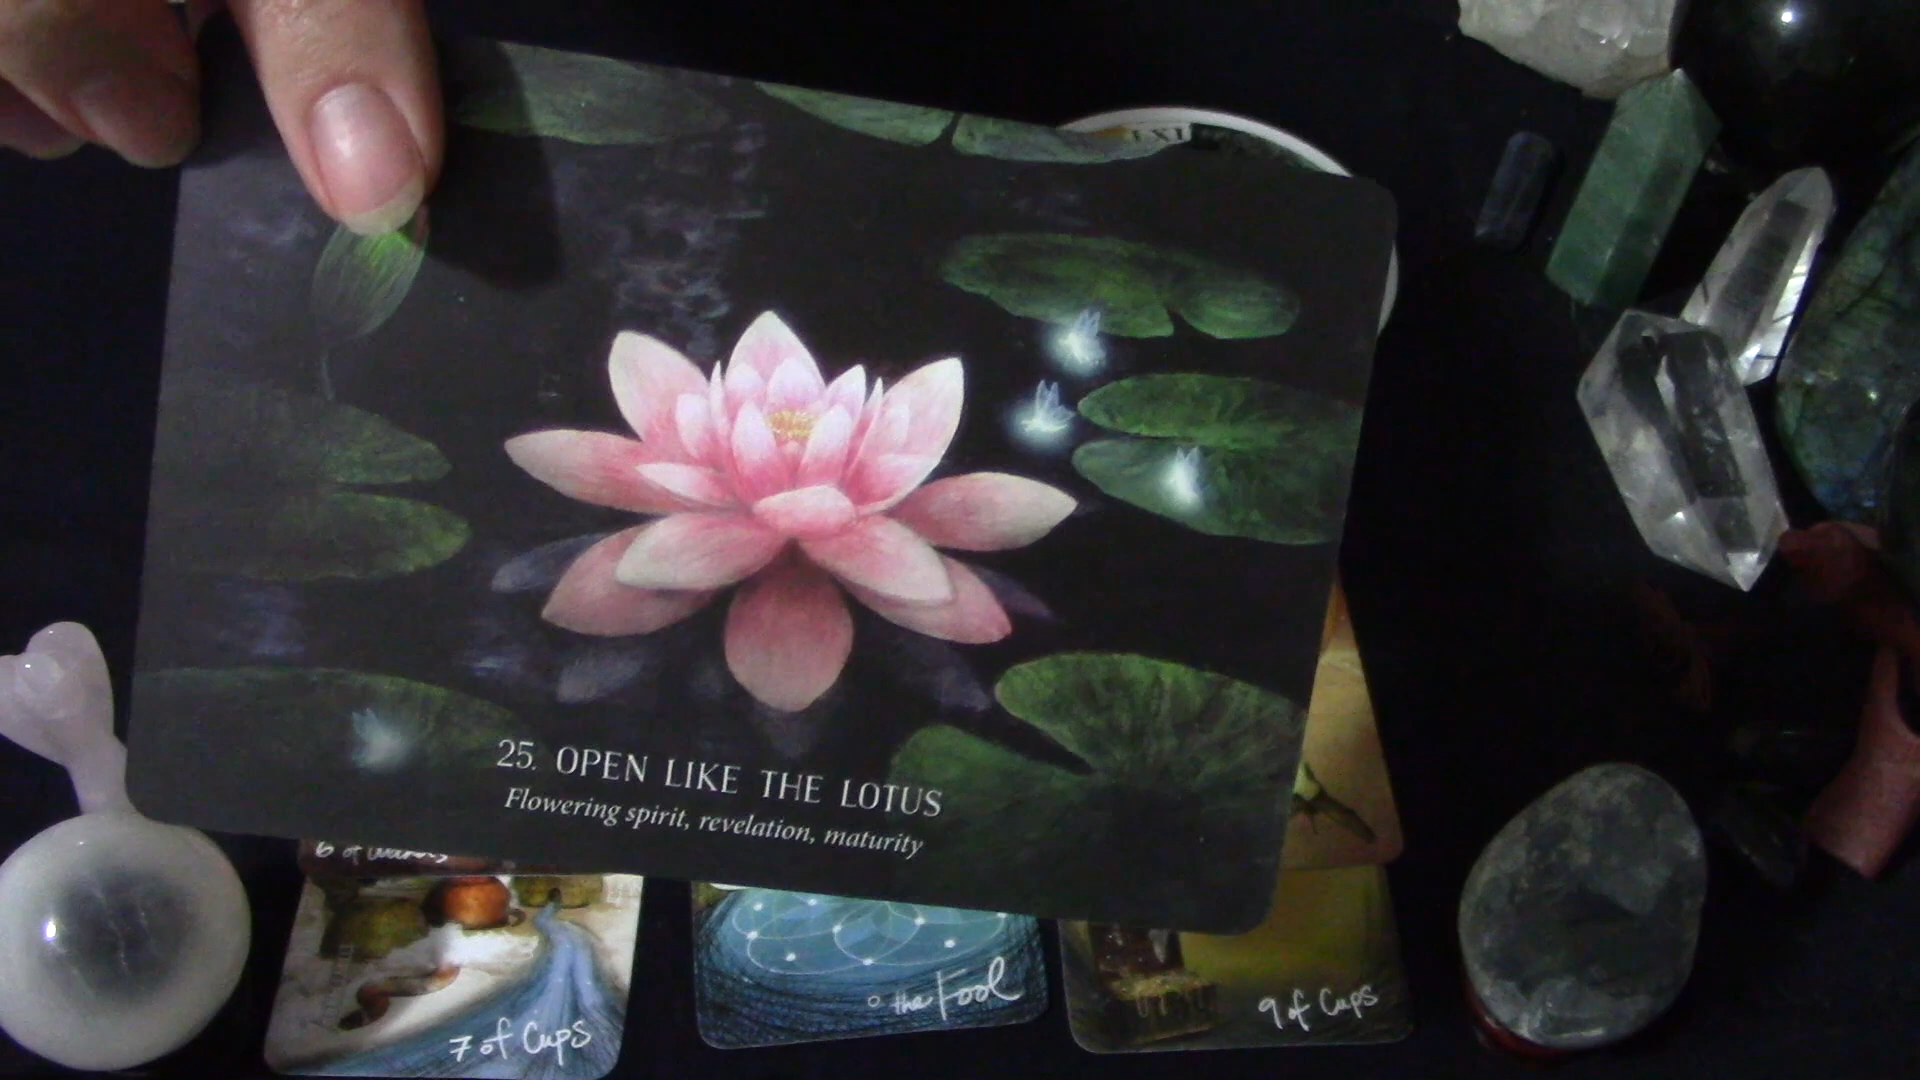 25. OPEN LIKE THE LOTUS
Flowering spirit, revelation, maturity
7 of Cups
0 the Fool
9 of Cups